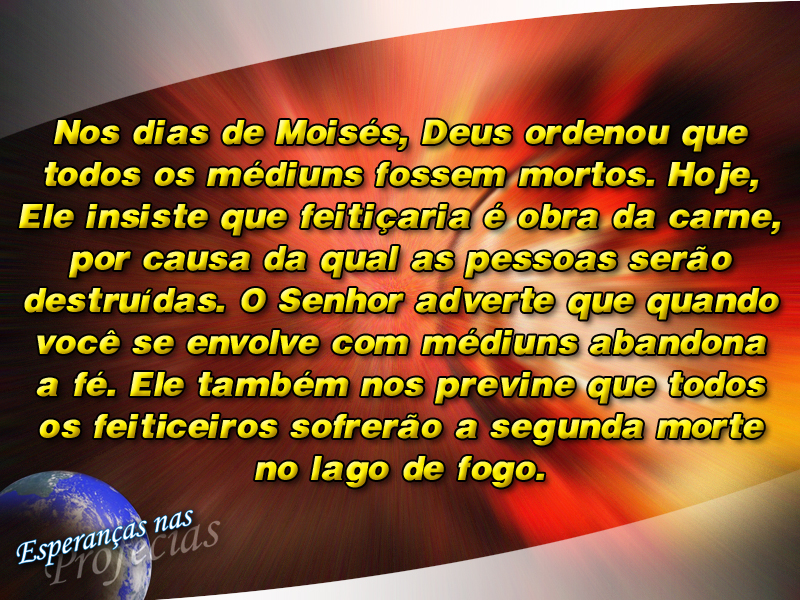 Nos dias de Moisés, Deus ordenou que
todos os médiuns fossem mortos. Hoje,
Ele insiste que feitiçaria é obra da carne,
por causa da qual as pessoas serão
destruídas. O Senhor adverte que quando
você se envolve com médiuns abandona
a fé. Ele também nos previne que todos
os feiticeiros sofrerão a segunda morte
no lago de fogo.
Esperanças nas
Profecias